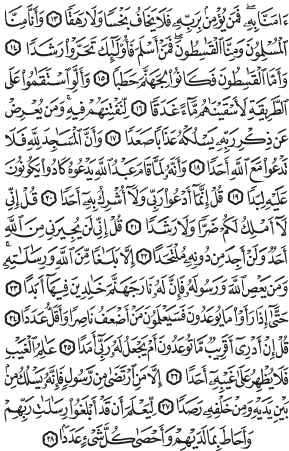 ءَامَنَّا بِهِۦۖ فَمَن يُؤْمِنۢ بِرَبِّهِۦ فَلَا يَخَافُ بَخْسًا وَلَا رَهَقًا ١٣ وَأَنَّا مِنَّا
ٱلْمُسْلِمُونَ وَمِنَّا ٱلْقَٰسِطُونَۖ فَمَنْ أَسْلَمَ فَأُو۟لَٰٓئِكَ تَحَرَّوْا۟ رَشَدًا ١٤
وَأَمَّا ٱلْقَٰسِطُونَ فَكَانُوا۟ لِجَهَنَّمَ حَطَبًا ١٥ وَأَلَّوِ ٱسْتَقَٰمُوا۟ عَلَى
ٱلطَّرِيقَةِ لَأَسْقَيْنَٰهُم مَّآءً غَدَقًا ١٦ لِّنَفْتِنَهُمْ فِيهِۚ وَمَن يُعْرِضْ
عَن ذِكْرِ رَبِّهِۦ يَسْلُكْهُ عَذَابًا صَعَدًا ١٧ وَأَنَّ ٱلْمَسَٰجِدَ لِلَّهِ فَلَا
تَدْعُوا۟ مَعَ ٱللَّهِ أَحَدًا ١٨ وَأَنَّهُۥ لَمَّا قَامَ عَبْدُ ٱللَّهِ يَدْعُوهُ كَادُوا۟ يَكُونُونَ
عَلَيْهِ لِبَدًا ١٩ قُلْ إِنَّمَآ أَدْعُوا۟ رَبِّى وَلَآ أُشْرِكُ بِهِۦٓ أَحَدًا ٢٠ قُلْ إِنِّى
لَآ أَمْلِكُ لَكُمْ ضَرًّا وَلَا رَشَدًا ٢١ قُلْ إِنِّى لَن يُجِيرَنِى مِنَ ٱللَّهِ
أَحَدٌ وَلَنْ أَجِدَ مِن دُونِهِۦ مُلْتَحَدًا ٢٢ إِلَّا بَلَٰغًا مِّنَ ٱللَّهِ وَرِسَٰلَٰتِهِۦۚ
وَمَن يَعْصِ ٱللَّهَ وَرَسُولَهُۥ فَإِنَّ لَهُۥ نَارَ جَهَنَّمَ خَٰلِدِينَ فِيهَآ أَبَدًا ٢٣
حَتَّىٰٓ إِذَا رَأَوْا۟ مَا يُوعَدُونَ فَسَيَعْلَمُونَ مَنْ أَضْعَفُ نَاصِرًا وَأَقَلُّ عَدَدًا ٢٤
قُلْ إِنْ أَدْرِىٓ أَقَرِيبٌ مَّا تُوعَدُونَ أَمْ يَجْعَلُ لَهُۥ رَبِّىٓ أَمَدًا ٢٥ عَٰلِمُ ٱلْغَيْبِ
فَلَا يُظْهِرُ عَلَىٰ غَيْبِهِۦٓ أَحَدًا ٢٦ إِلَّا مَنِ ٱرْتَضَىٰ مِن رَّسُولٍ فَإِنَّهُۥ يَسْلُكُ مِنۢ
بَيْنِ يَدَيْهِ وَمِنْ خَلْفِهِۦ رَصَدًا ٢٧ لِّيَعْلَمَ أَن قَدْ أَبْلَغُوا۟ رِسَٰلَٰتِ رَبِّهِمْ
وَأَحَاطَ بِمَا لَدَيْهِمْ وَأَحْصَىٰ كُلَّ شَىْءٍ عَدَدًۢا ٢٨